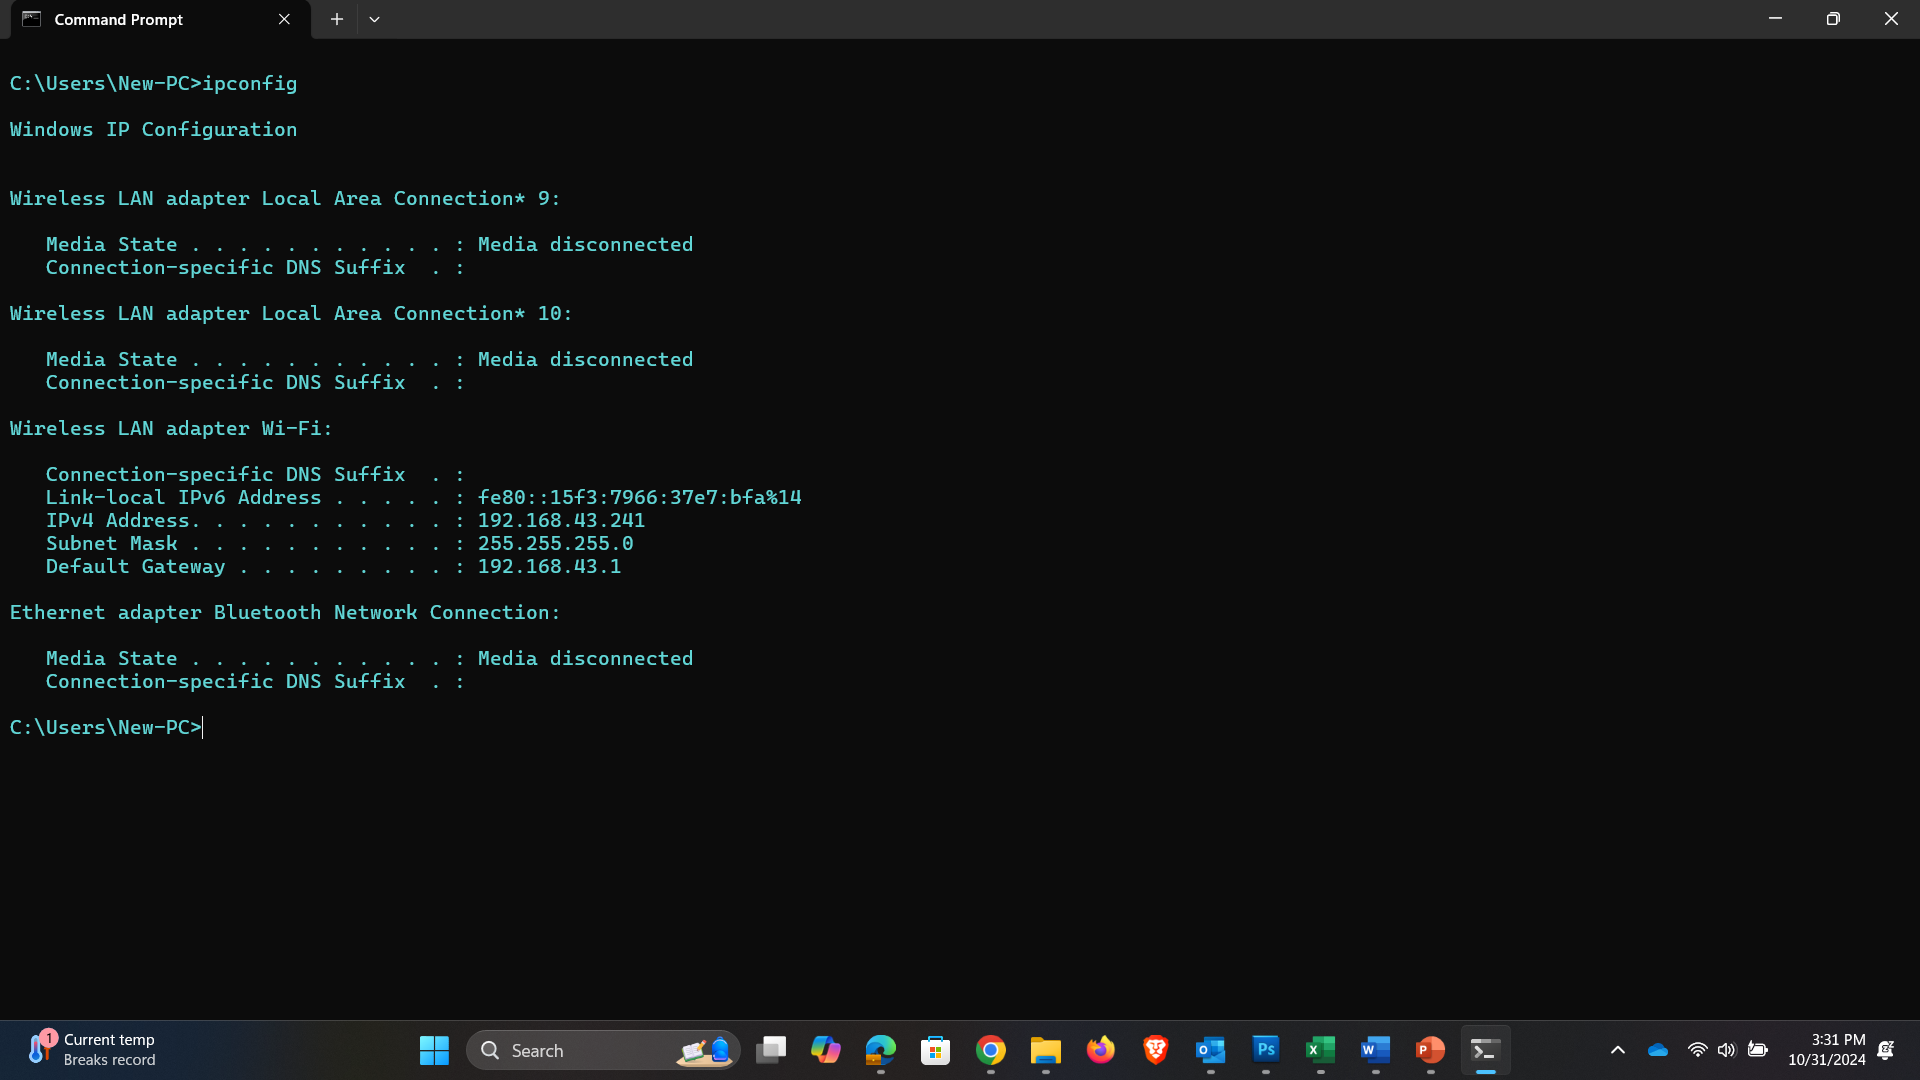 Command Prompt
C:\Users\New-PC>ipconfig
Windows IP Configuration
Wireless LAN adapter Local Area Connection* 9:
Media State . . . . . . . . . . . : Media disconnected
Connection-specific DNS Suffix  . :
Wireless LAN adapter Local Area Connection* 10:
Media State . . . . . . . . . . . : Media disconnected
Connection-specific DNS Suffix  . :
Wireless LAN adapter Wi-Fi:
Connection-specific DNS Suffix  . :
Link-local IPv6 Address . . . . . : fe80::15f3:7966:37e7:bfa%14
IPv4 Address. . . . . . . . . . . : 192.168.43.241
Subnet Mask . . . . . . . . . . . : 255.255.255.0
Default Gateway . . . . . . . . . : 192.168.43.1
Ethernet adapter Bluetooth Network Connection:
Media State . . . . . . . . . . . : Media disconnected
Connection-specific DNS Suffix  . :
C:\Users\New-PC>
1
Current temp
Breaks record
Search
O
Ps
X
W
P
3:31 PM
10/31/2024